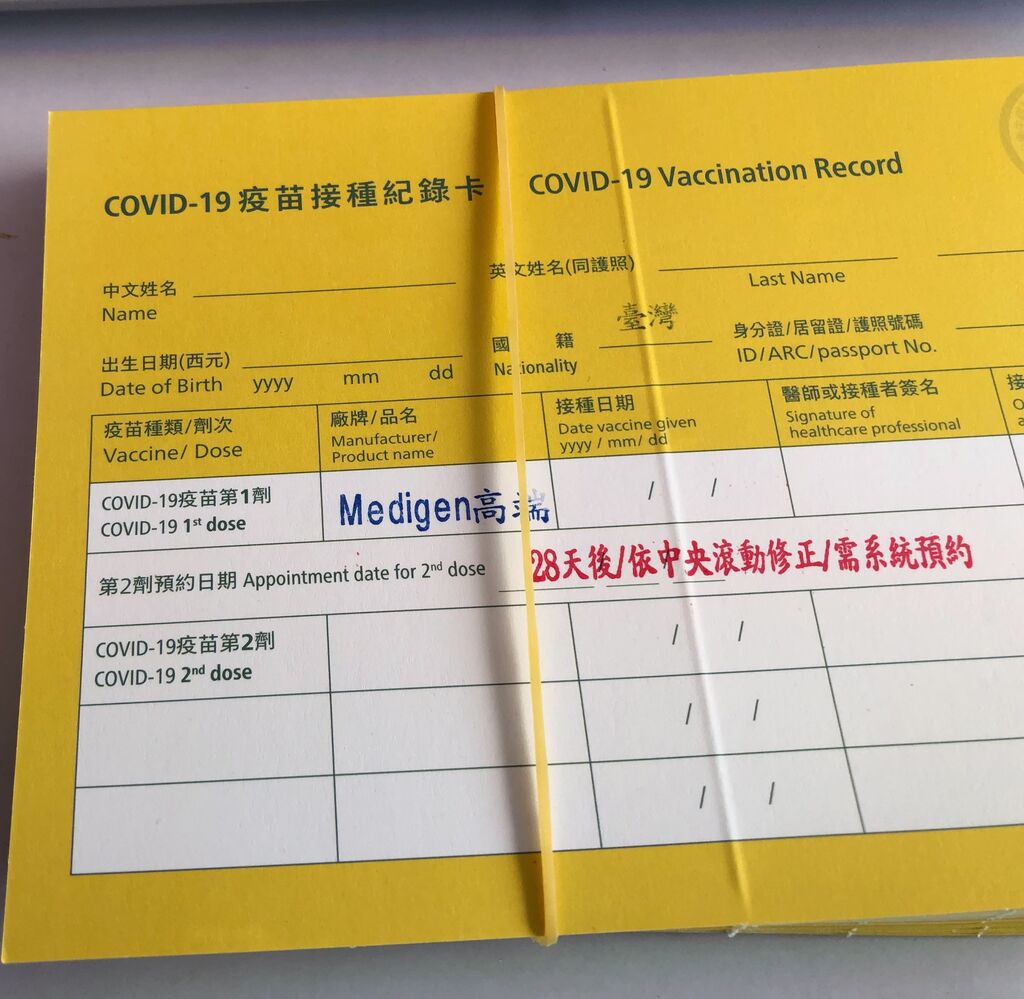 COVID-19 疫苗接種紀錄卡 COVID-19 Vaccination Record
中文姓名
Name
英文姓名(同護照)
Last Name
出生日期(西元)
Date of Birth yyyy mm dd
國籍 臺灣
Nationality
身分證/居留證/護照號碼
ID/ARC/passport No.
疫苗種類/劑次
Vaccine/ Dose
廠牌/品名
Manufacturer/
Product name
接種日期
Date vaccine given
yyyy / mm/ dd
醫師或接種者簽名
Signature of
healthcare professional
接
COVID-19疫苗第1劑
COVID-19 1st dose
Medigen高端
/ /
第2劑預約日期 Appointment date for 2nd dose 28天後/依中央滾動修正/需系統預約
COVID-19疫苗第2劑
COVID-19 2nd dose
/ /
/ /
/ /